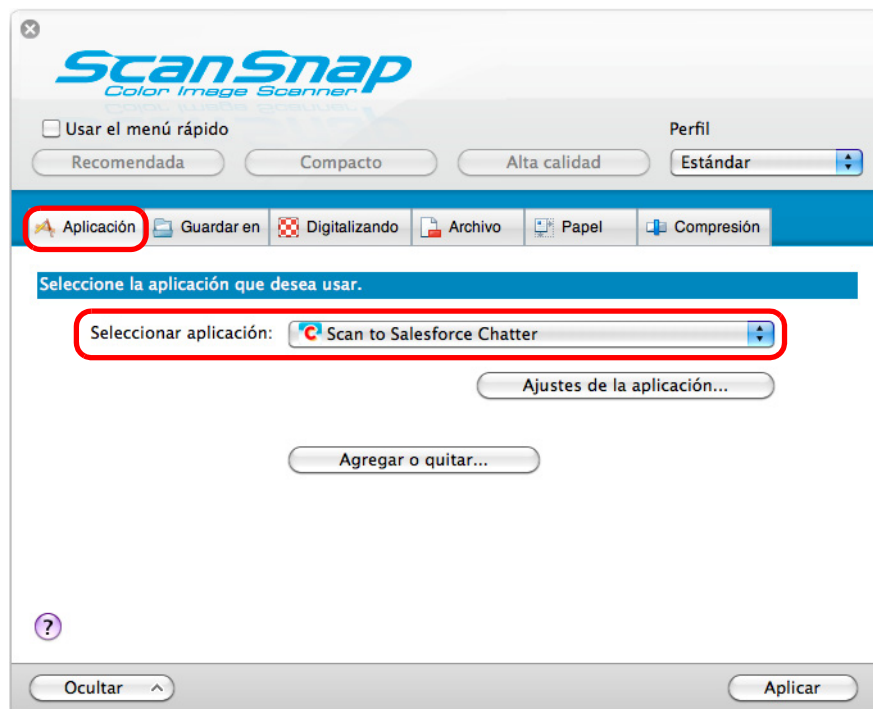 ScanSnap
Color Image Scanner
Usar el menú rápido
Perfil
Recomendada Compacto Alta calidad Estándar
Aplicación Guardar en Digitalizando Archivo Papel Compresión
Seleccione la aplicación que desea usar.
Seleccionar aplicación: C Scan to Salesforce Chatter
Ajustes de la aplicación...
Agregar o quitar...
?
Ocultar Aplicar